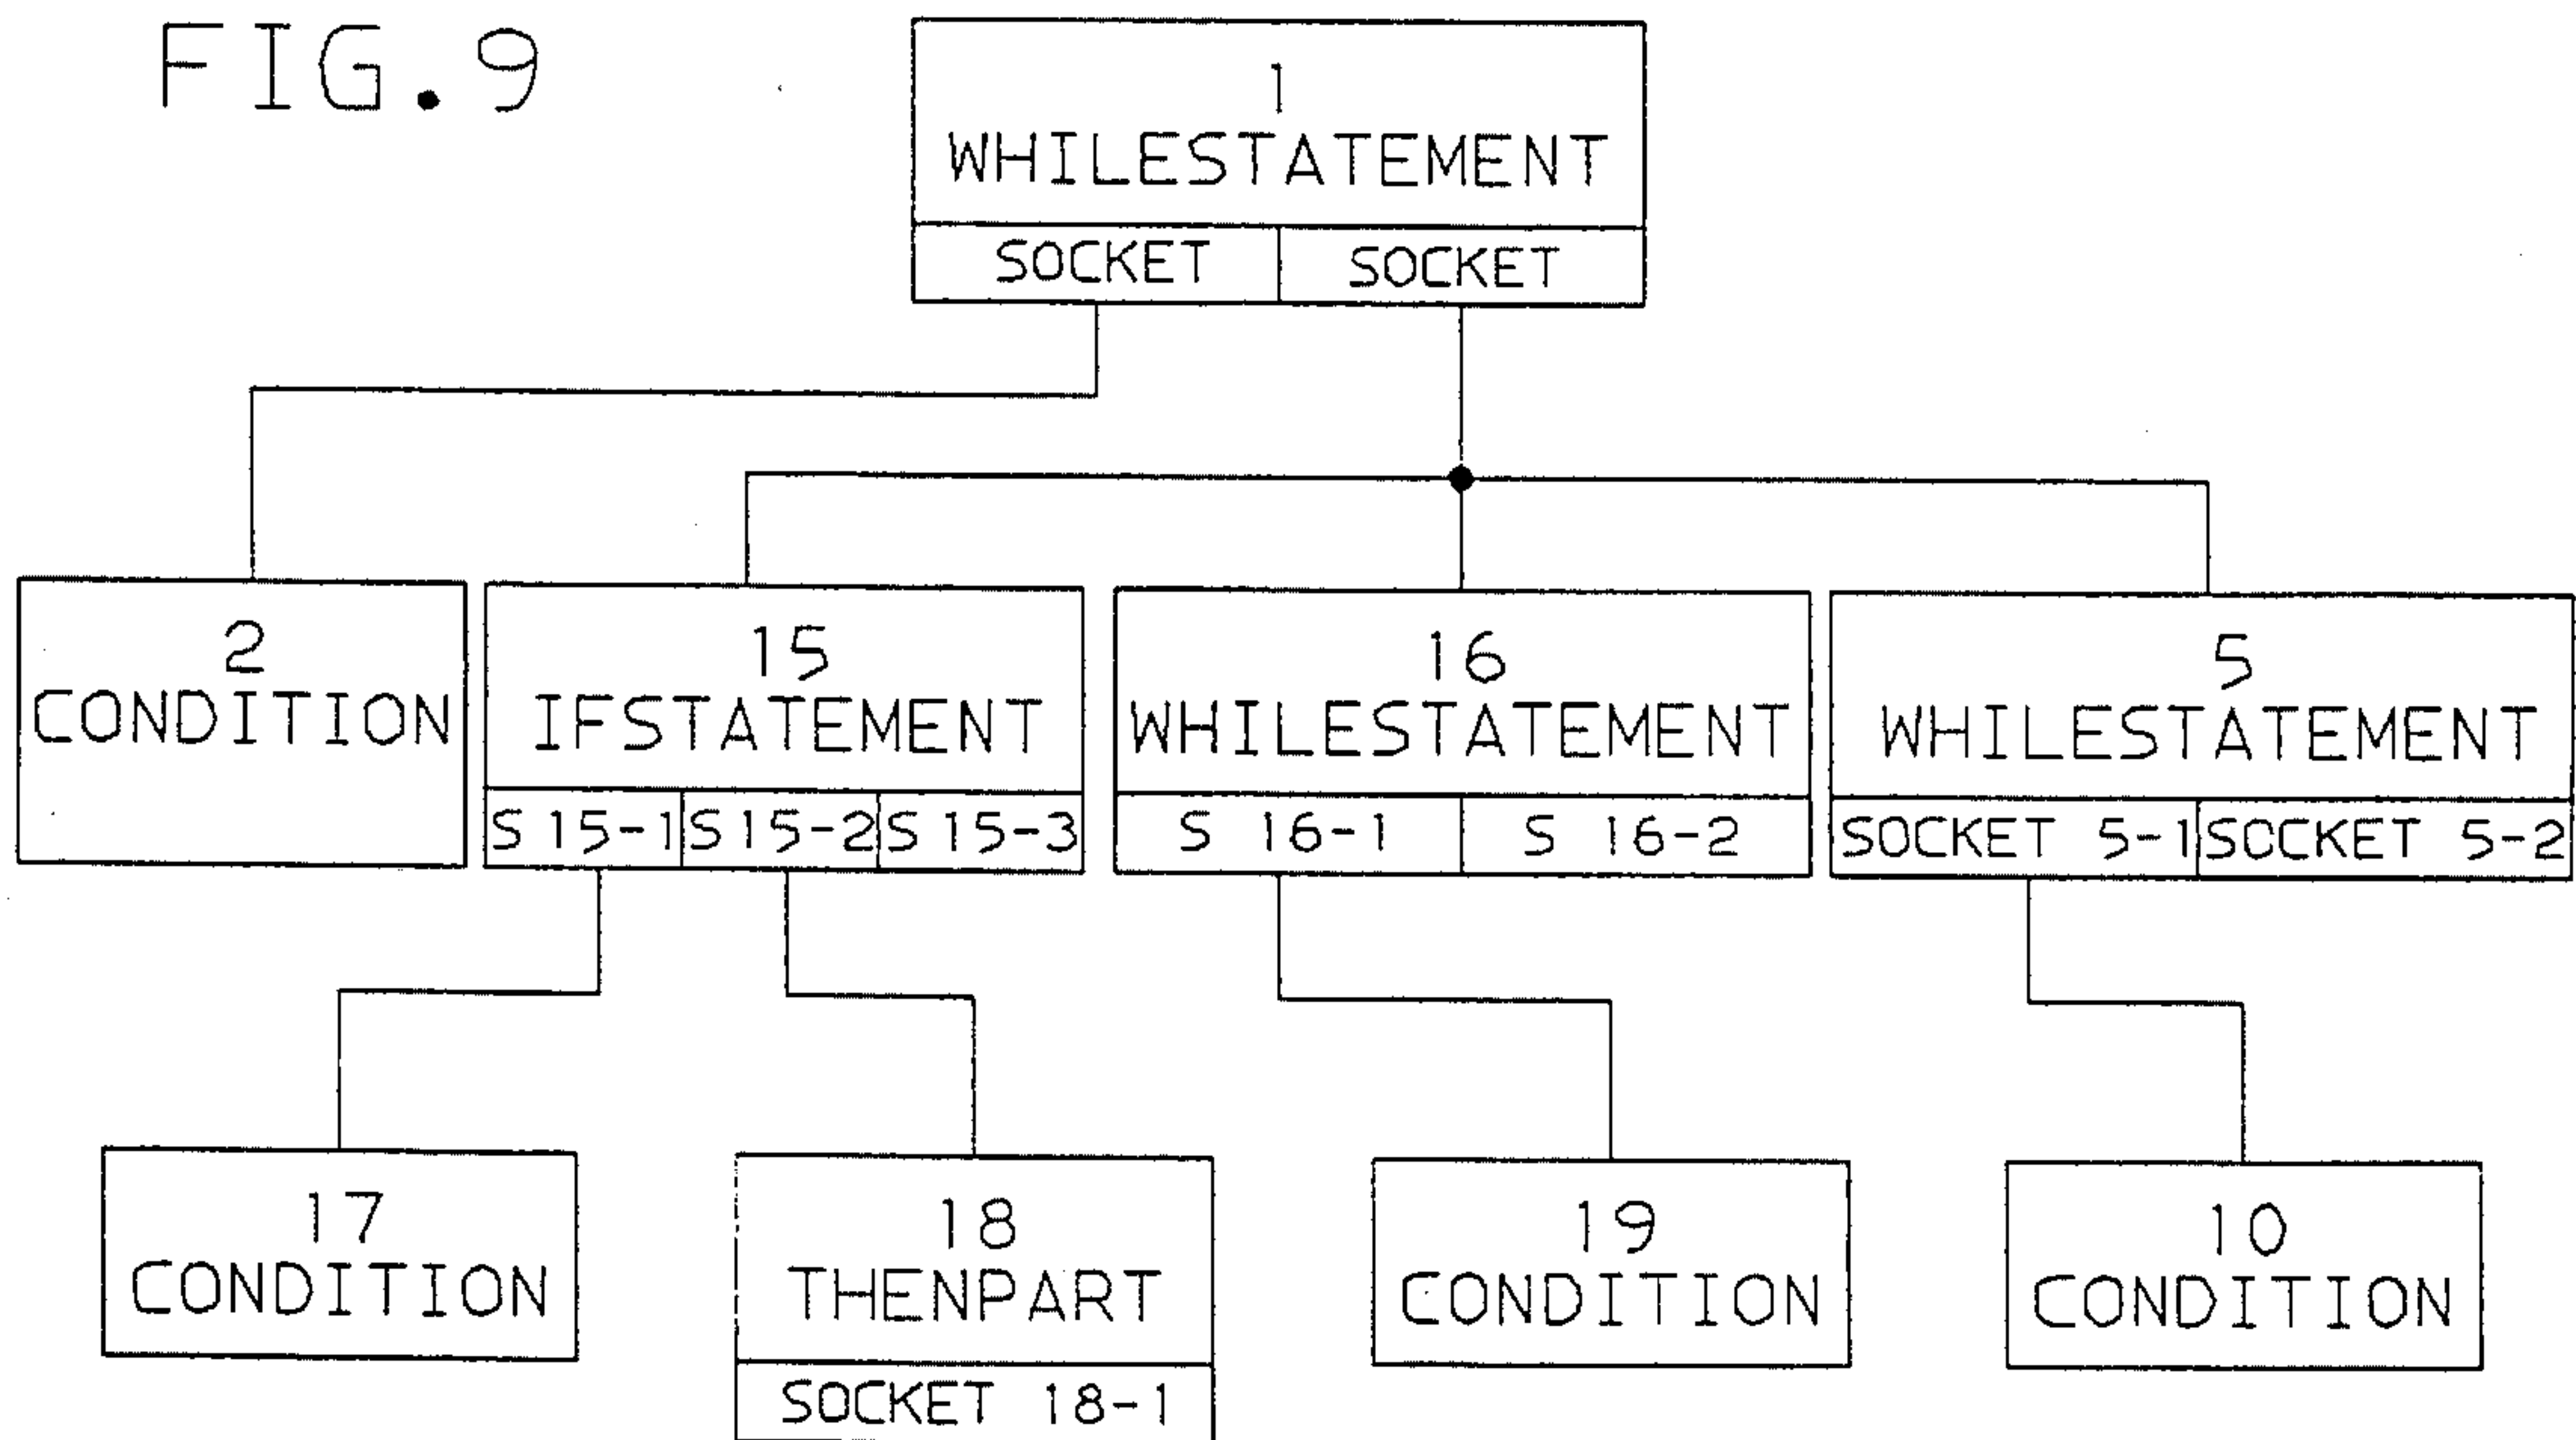 FIG. 9
1
WHILESTATEMENT
SOCKET SOCKET
2
CONDITION
15
IFSTATEMENT
S 15-1 S 15-2 S 15-3
16
WHILESTATEMENT
S 16-1 S 16-2
5
WHILESTATEMENT
SOCKET 5-1 SOCKET 5-2
17
CONDITION
18
THENPART
SOCKET 18-1
19
CONDITION
10
CONDITION